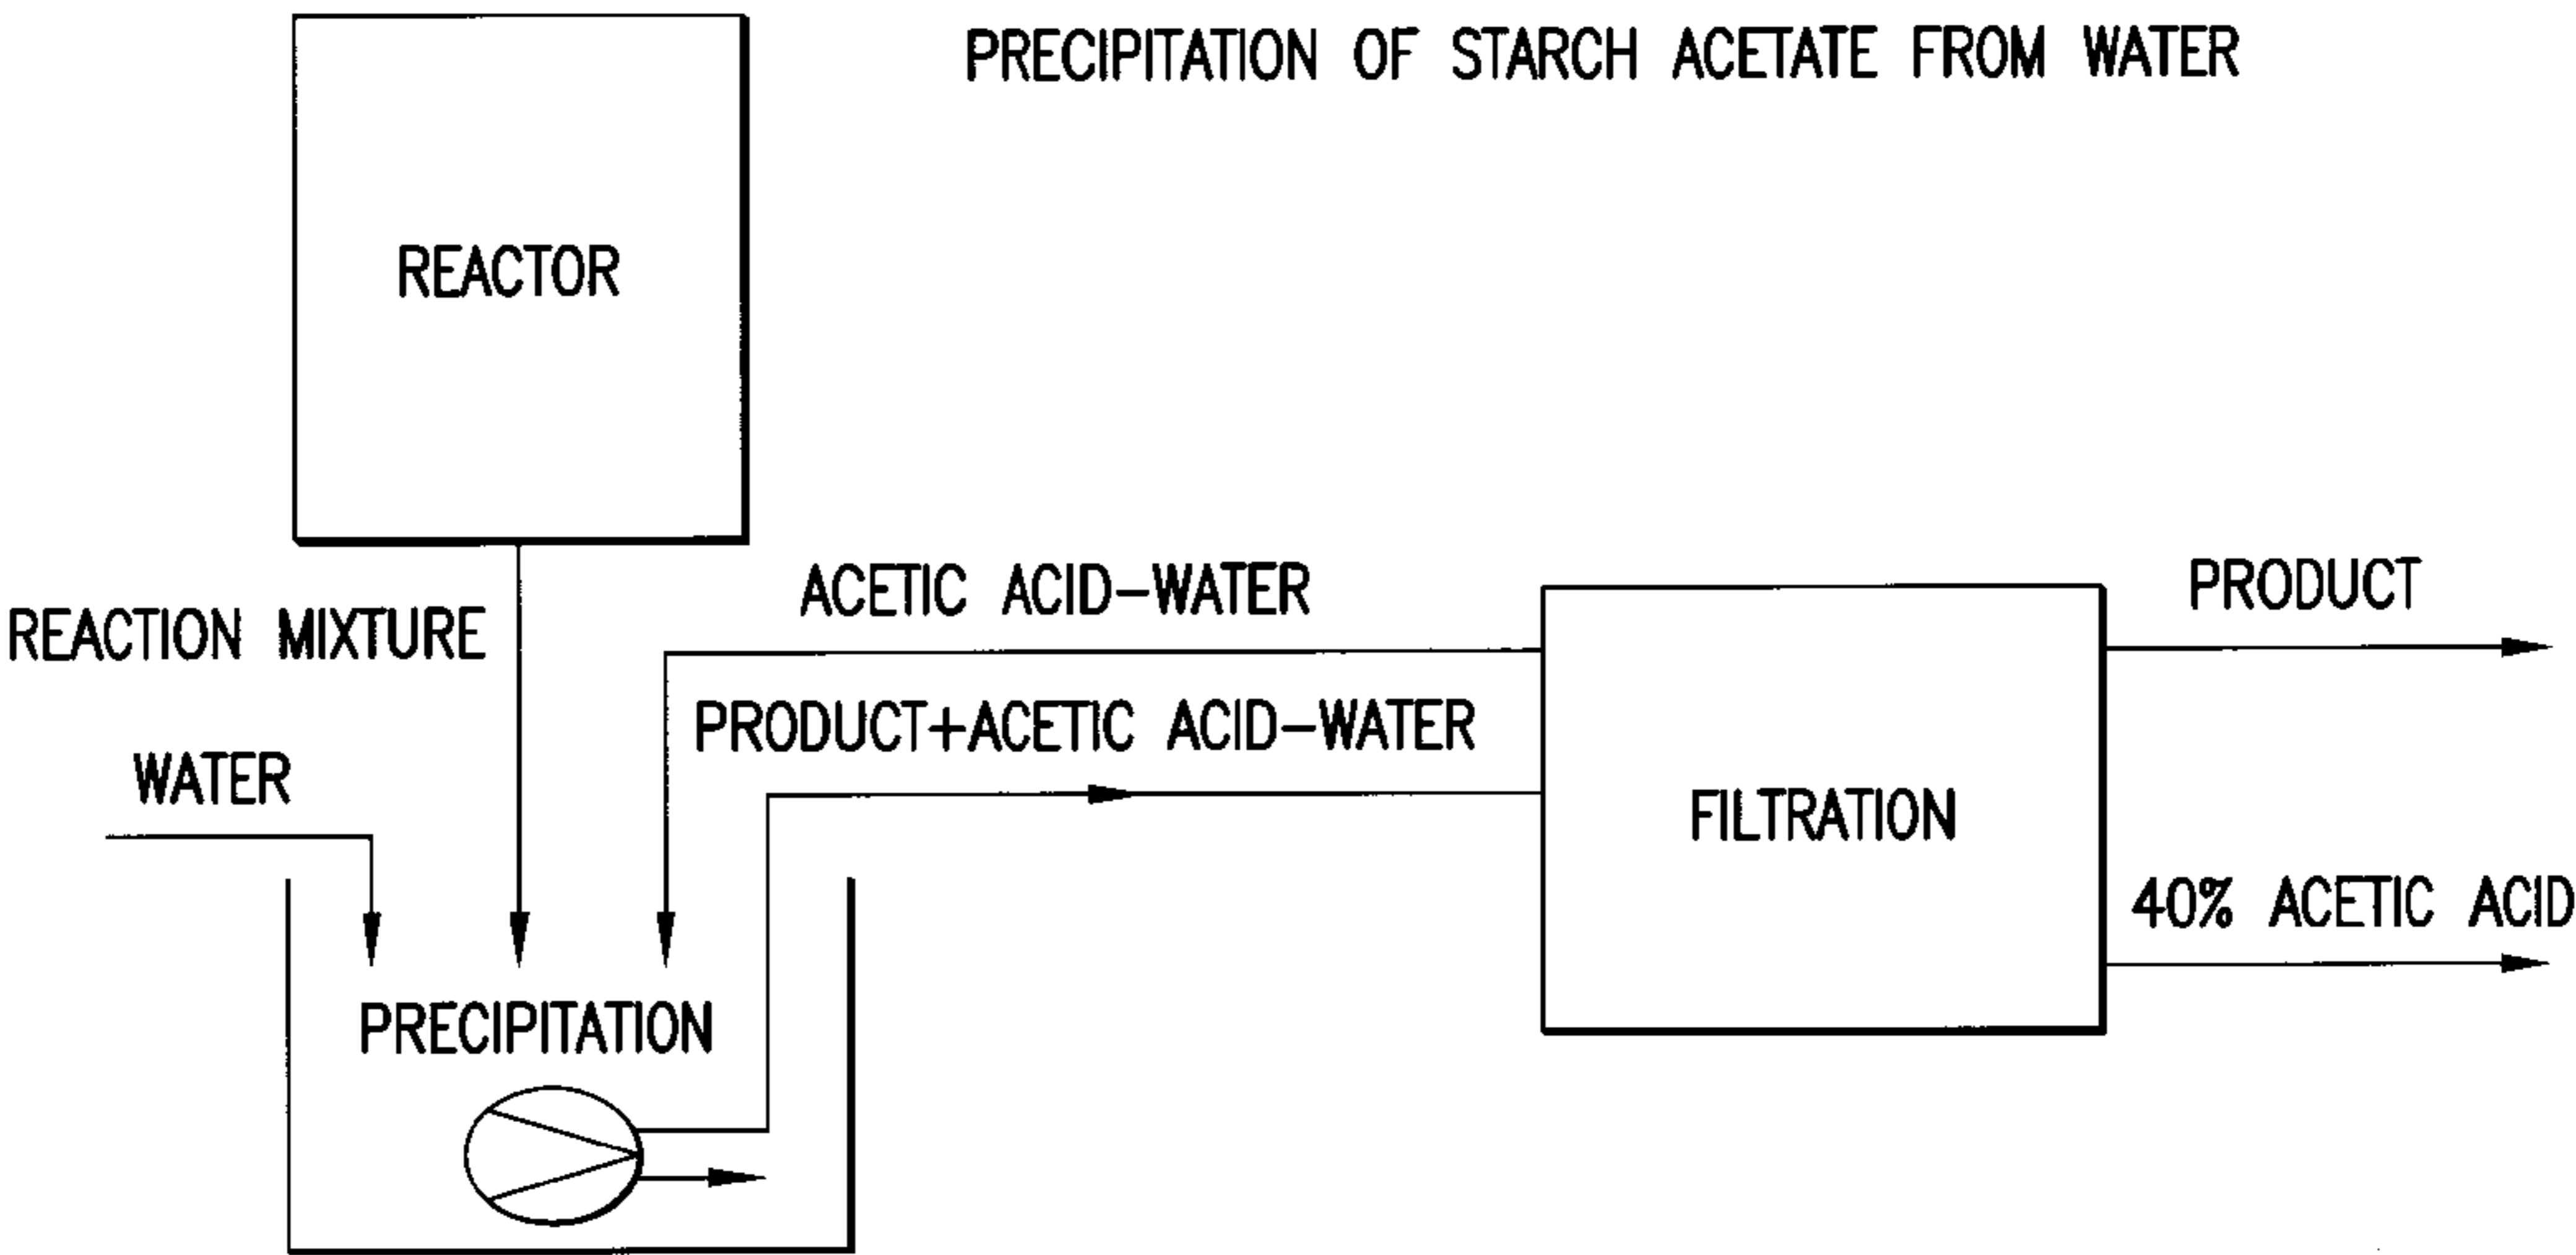 PRECIPITATION OF STARCH ACETATE FROM WATER
REACTOR
REACTION MIXTURE
ACETIC ACID-WATER
PRODUCT
PRODUCT+ACETIC ACID-WATER
WATER
FILTRATION
40% ACETIC ACID
PRECIPITATION